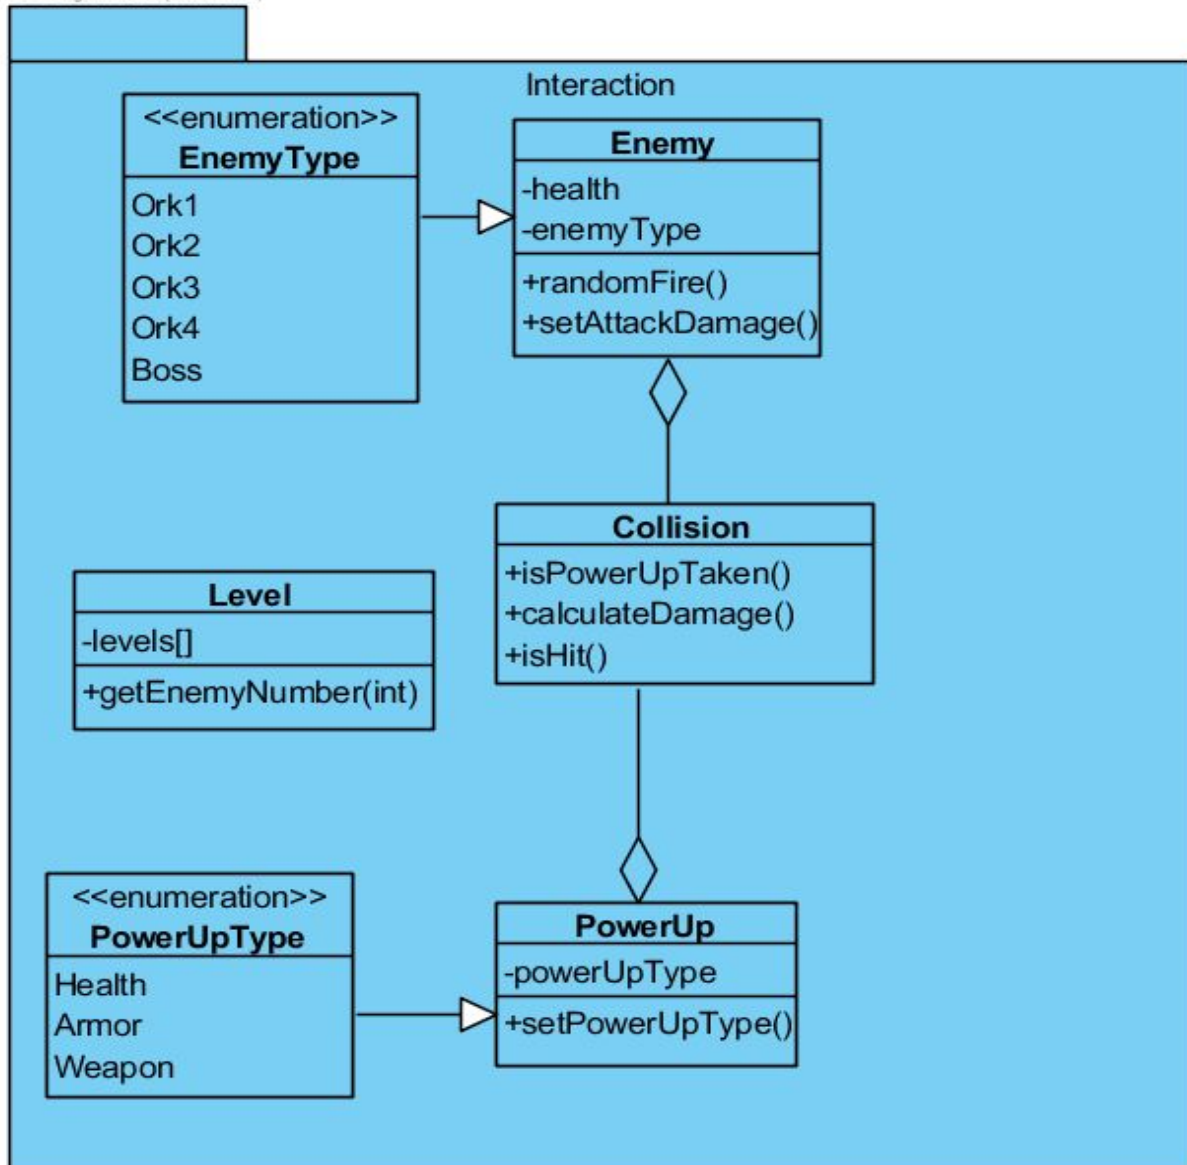 Interaction
<<enumeration>>
EnemyType
Ork1
Ork2
Ork3
Ork4
Boss
Enemy
-health
-enemyType
+randomFire()
+setAttackDamage()
Collision
+isPowerUpTaken()
+calculateDamage()
+isHit()
Level
-levels[]
+getEnemyNumber(int)
<<enumeration>>
PowerUpType
Health
Armor
Weapon
PowerUp
-powerUpType
+setPowerUpType()